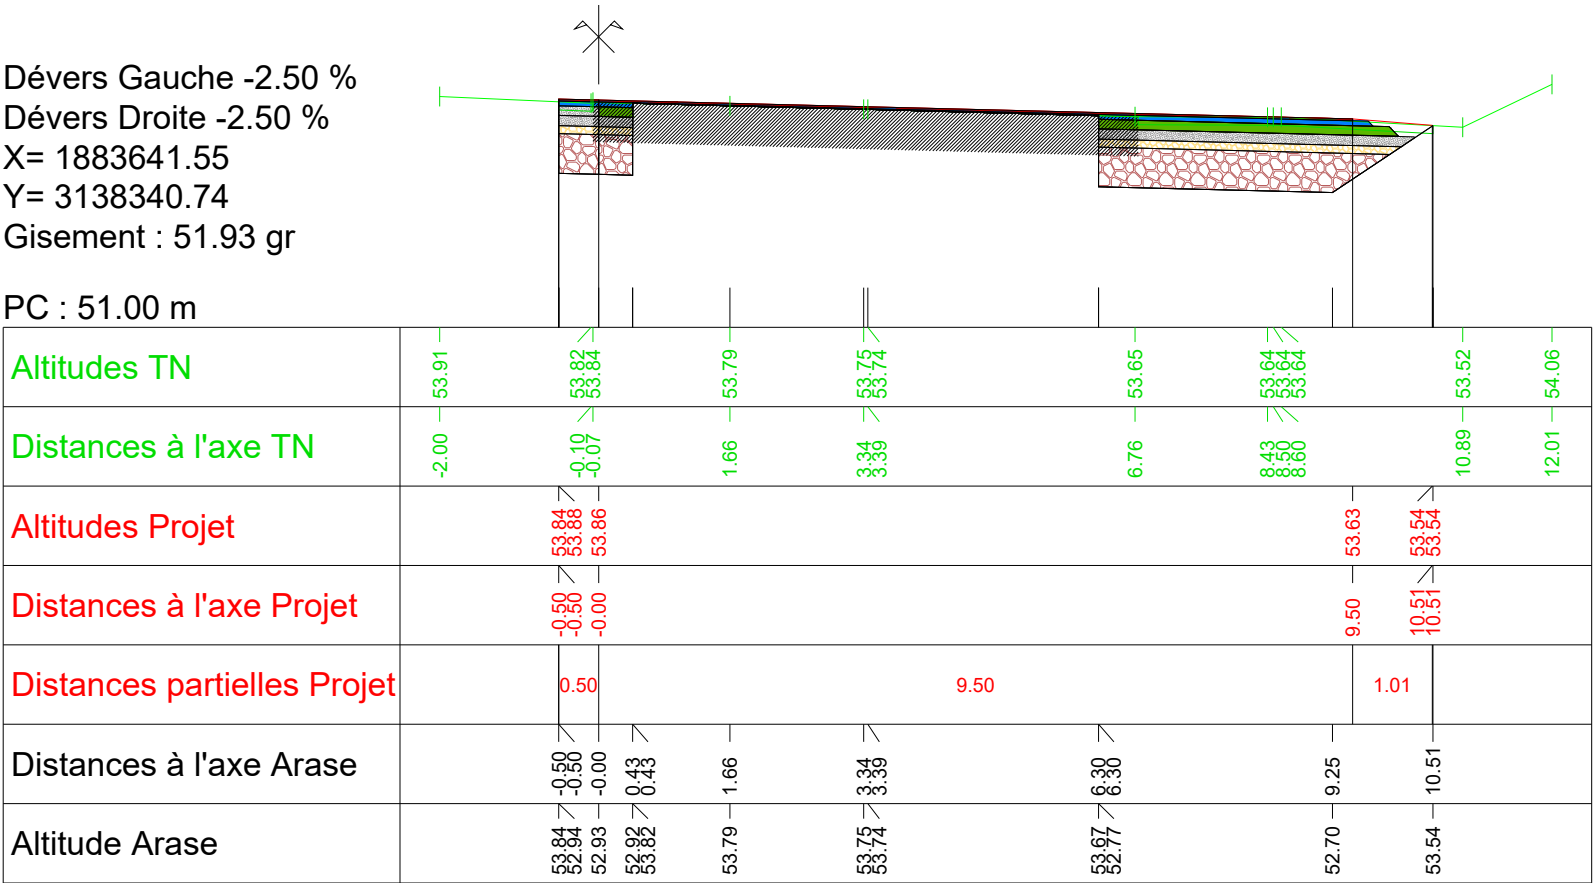 Dévers Gauche -2.50 %
Dévers Droite -2.50 %
X= 1883641.55
Y= 3138340.74
Gisement : 51.93 gr
PC : 51.00 m
Altitudes TN 53.91 53.82 53.84 53.79 53.75 53.74 53.65 53.64 53.64 53.64 53.52 54.06
Distances à l'axe TN -2.00 -0.10 -0.07 1.66 3.34 3.39 6.76 8.43 8.50 8.60 10.89 12.01
Altitudes Projet 53.84 53.88 53.86 53.63 53.54 53.54
Distances à l'axe Projet -0.50 -0.50 -0.00 9.50 10.51 10.51
Distances partielles Projet 0.50 9.50 1.01
Distances à l'axe Arase -0.50 -0.50 -0.00 0.43 0.43 1.66 3.34 3.39 6.30 6.30 9.25 10.51
Altitude Arase 53.84 52.94 52.93 52.92 53.82 53.79 53.75 53.74 53.67 52.77 52.70 53.54